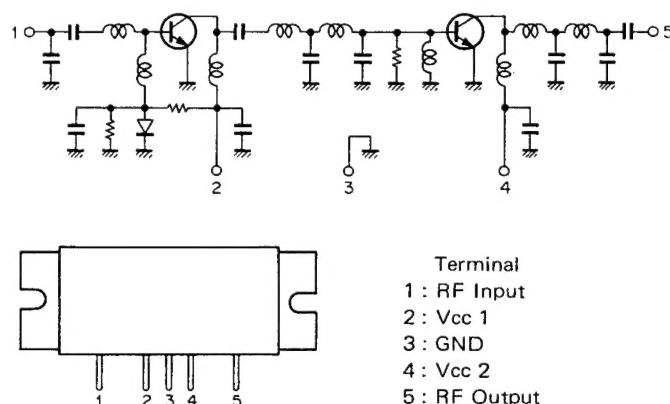 1
5
2
3
4
Terminal
1 : RF Input
2 : Vcc 1
3 : GND
4 : Vcc 2
5 : RF Output
1 2 3 4 5